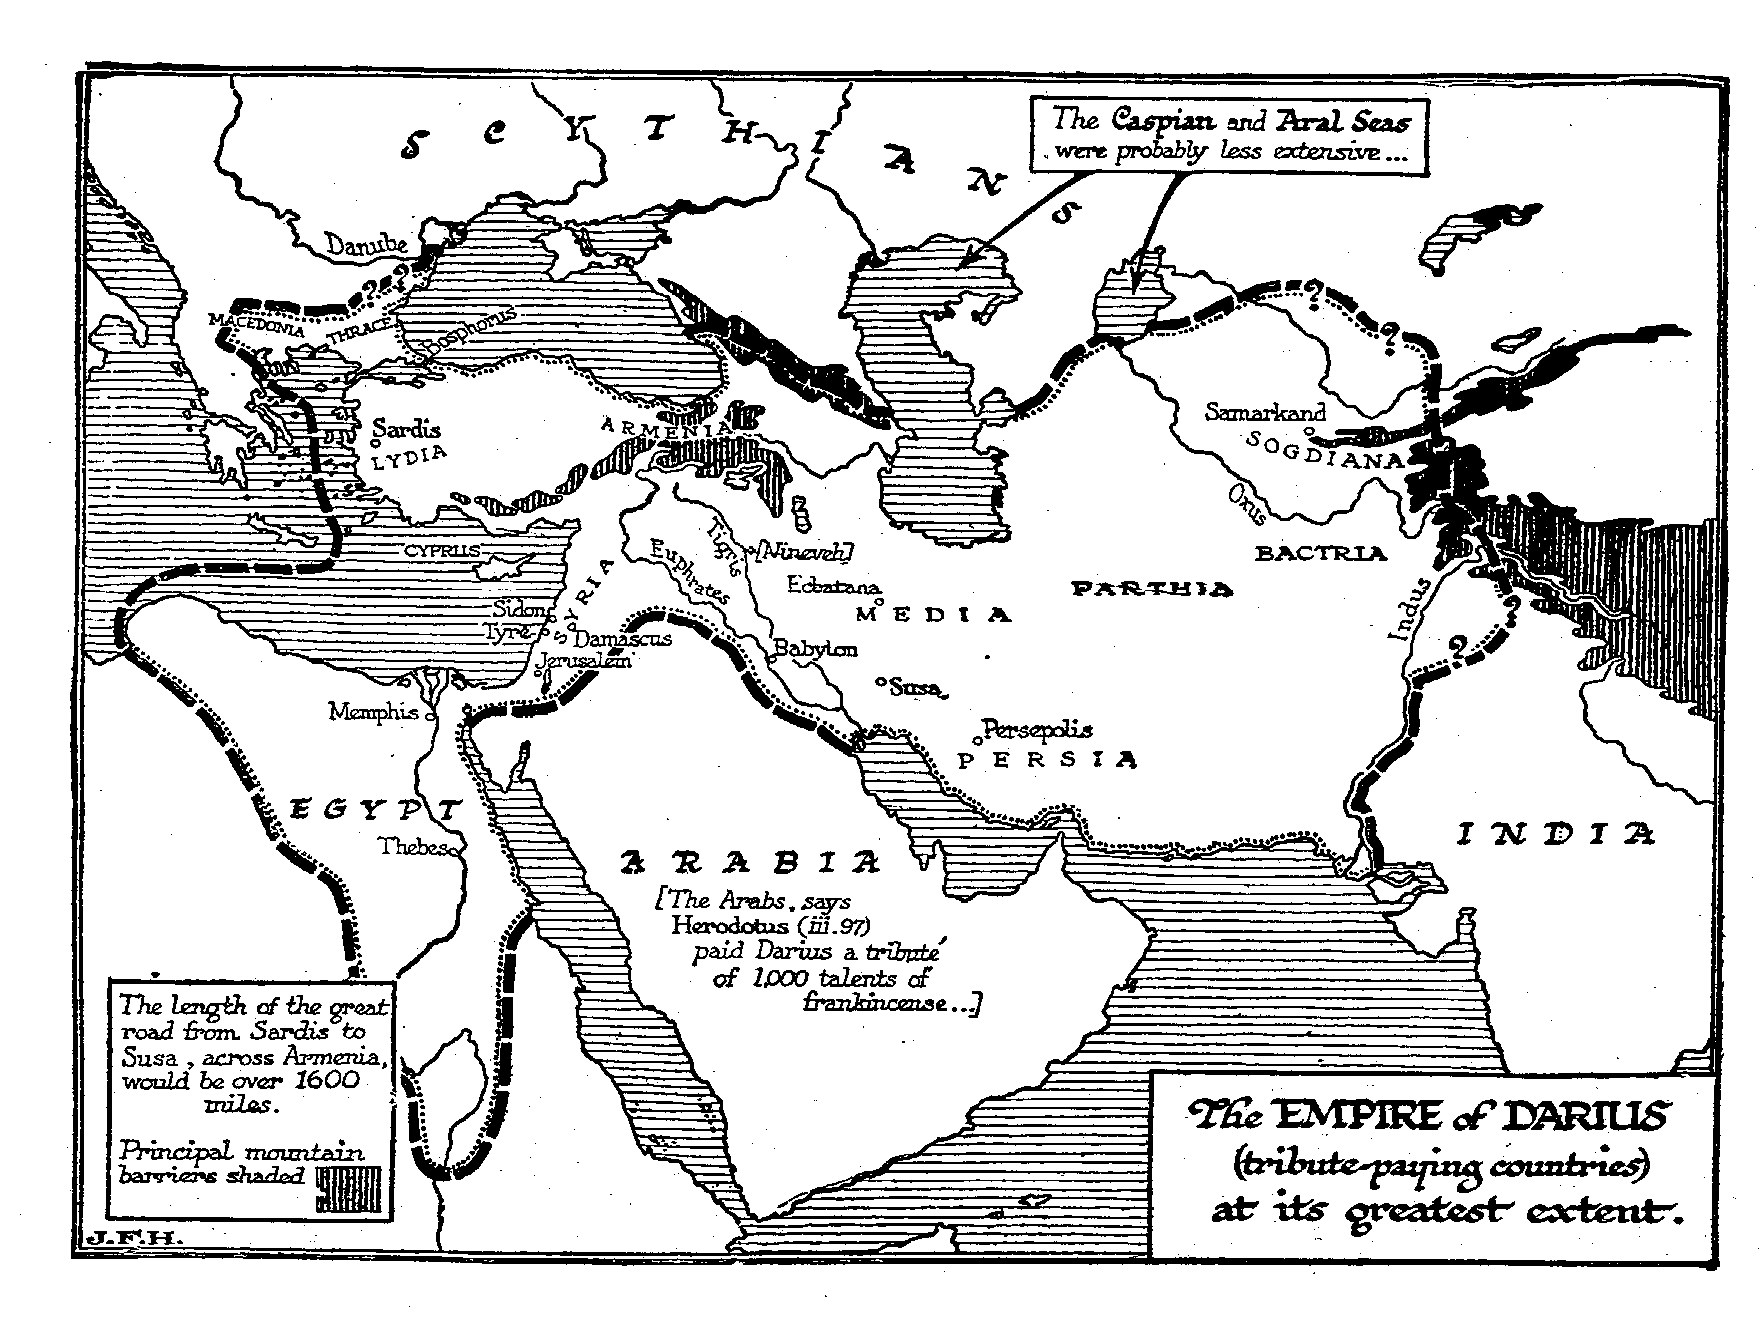 SCYTHIANS
The Caspian and Aral Seas
were probably less extensive...
Danube
?
?
?
MACEDONIA
THRACE
Bosphorus
Samarkand
SOGDIANA
Sardis
LYDIA
ARMENIA
Oxus
Tigris
[Nineveh]
CYPRUS
Euphrates
BACTRIA
Ecbatana
MEDIA
PARTHIA
Indus
?
?
SYRIA
Sidon
Tyre
Damascus
Jerusalem
Babylon
Susa
Memphis
Persepolis
PERSIA
EGYPT
Thebes
INDIA
ARABIA
[The Arabs, says
Herodotus (iii.97)
paid Darius a tribute
of 1,000 talents of
frankincense...]
The length of the great
road from Sardis to
Susa, across Armenia,
would be over 1600
miles.
Principal mountain
barriers shaded
J.F.H.
The EMPIRE of DARIUS
(tribute-paying countries)
at its greatest extent.